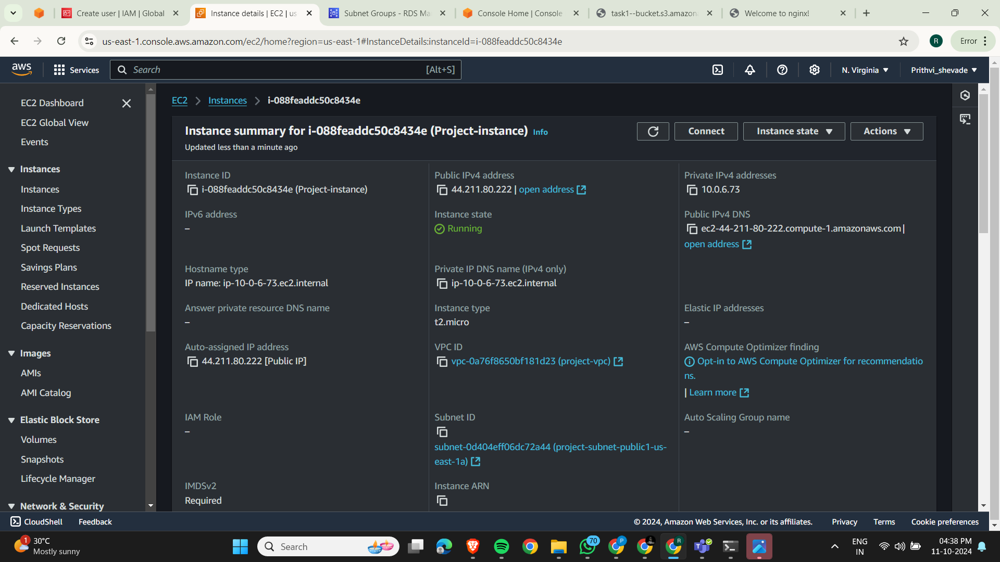 Create user | IAM | Global
Instance details | EC2 | us
Subnet Groups - RDS Ma
Console Home | Console
task1--bucket.s3.amazon
Welcome to nginx!
us-east-1.console.aws.amazon.com/ec2/home?region=us-east-1#InstanceDetails:instanceId=i-088feaddc50c8434e
R
Error
aws
Services
Search
[Alt+S]
N. Virginia
Prithvi_shevade
EC2 Dashboard
EC2 Global View
Events
Instances
Instances
Instance Types
Launch Templates
Spot Requests
Savings Plans
Reserved Instances
Dedicated Hosts
Capacity Reservations
Images
AMIs
AMI Catalog
Elastic Block Store
Volumes
Snapshots
Lifecycle Manager
Network & Security
EC2 > Instances > i-088feaddc50c8434e
Instance summary for i-088feaddc50c8434e (Project-instance) Info
Updated less than a minute ago
Connect
Instance state
Actions
Instance ID
i-088feaddc50c8434e (Project-instance)
Public IPv4 address
44.211.80.222 | open address
Private IPv4 addresses
10.0.6.73
IPv6 address
–
Instance state
Running
Public IPv4 DNS
ec2-44-211-80-222.compute-1.amazonaws.com |
open address
Hostname type
IP name: ip-10-0-6-73.ec2.internal
Private IP DNS name (IPv4 only)
ip-10-0-6-73.ec2.internal
Answer private resource DNS name
–
Instance type
t2.micro
Elastic IP addresses
–
Auto-assigned IP address
44.211.80.222 [Public IP]
VPC ID
vpc-0a76f8650bf181d23 (project-vpc)
AWS Compute Optimizer finding
Opt-in to AWS Compute Optimizer for recommendatio
ns.
| Learn more
IAM Role
–
Subnet ID
subnet-0d404eff06dc72a44 (project-subnet-public1-us-
east-1a)
Auto Scaling Group name
–
IMDSv2
Required
Instance ARN
CloudShell
Feedback
© 2024, Amazon Web Services, Inc. or its affiliates.
Privacy
Terms
Cookie preferences
1
30°C
Mostly sunny
Search
70
P
R
T
ENG
IN
04:38 PM
11-10-2024